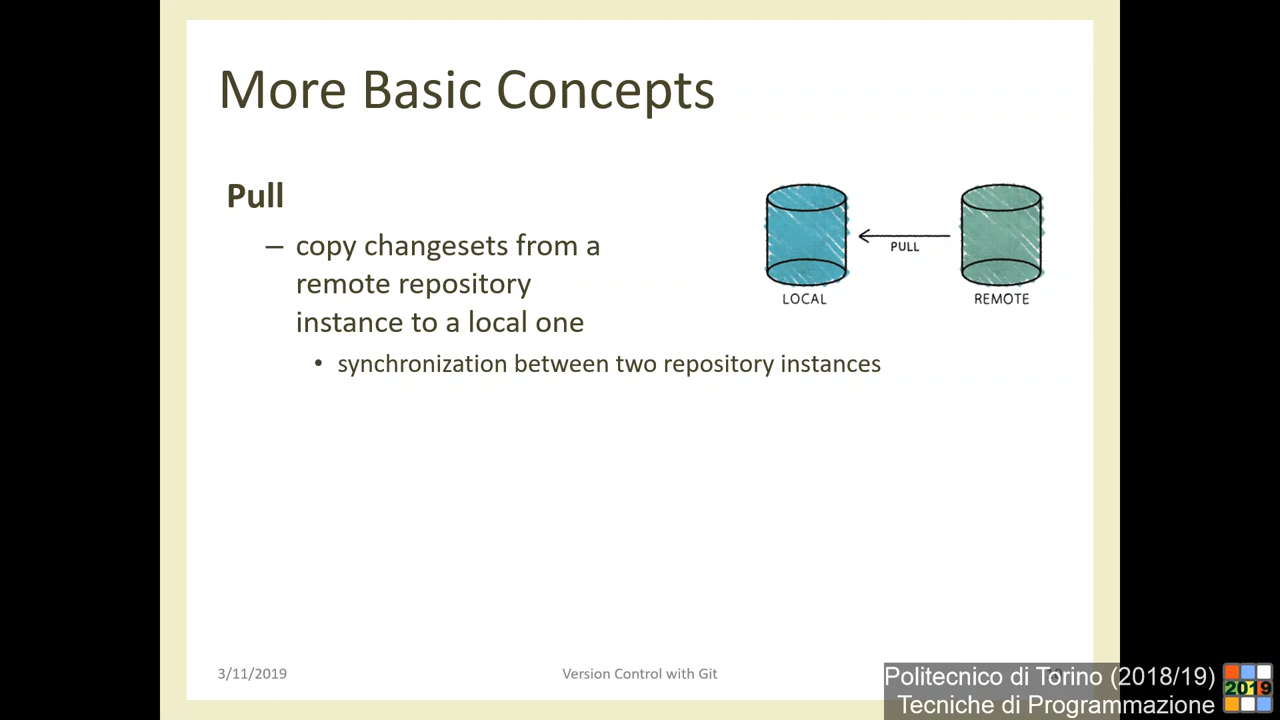 More Basic Concepts
Pull
– copy changesets from a
remote repository
instance to a local one
• synchronization between two repository instances
PULL
LOCAL
REMOTE
3/11/2019
Version Control with Git
Politecnico di Torino (2018/19)
Tecniche di Programmazione
2019